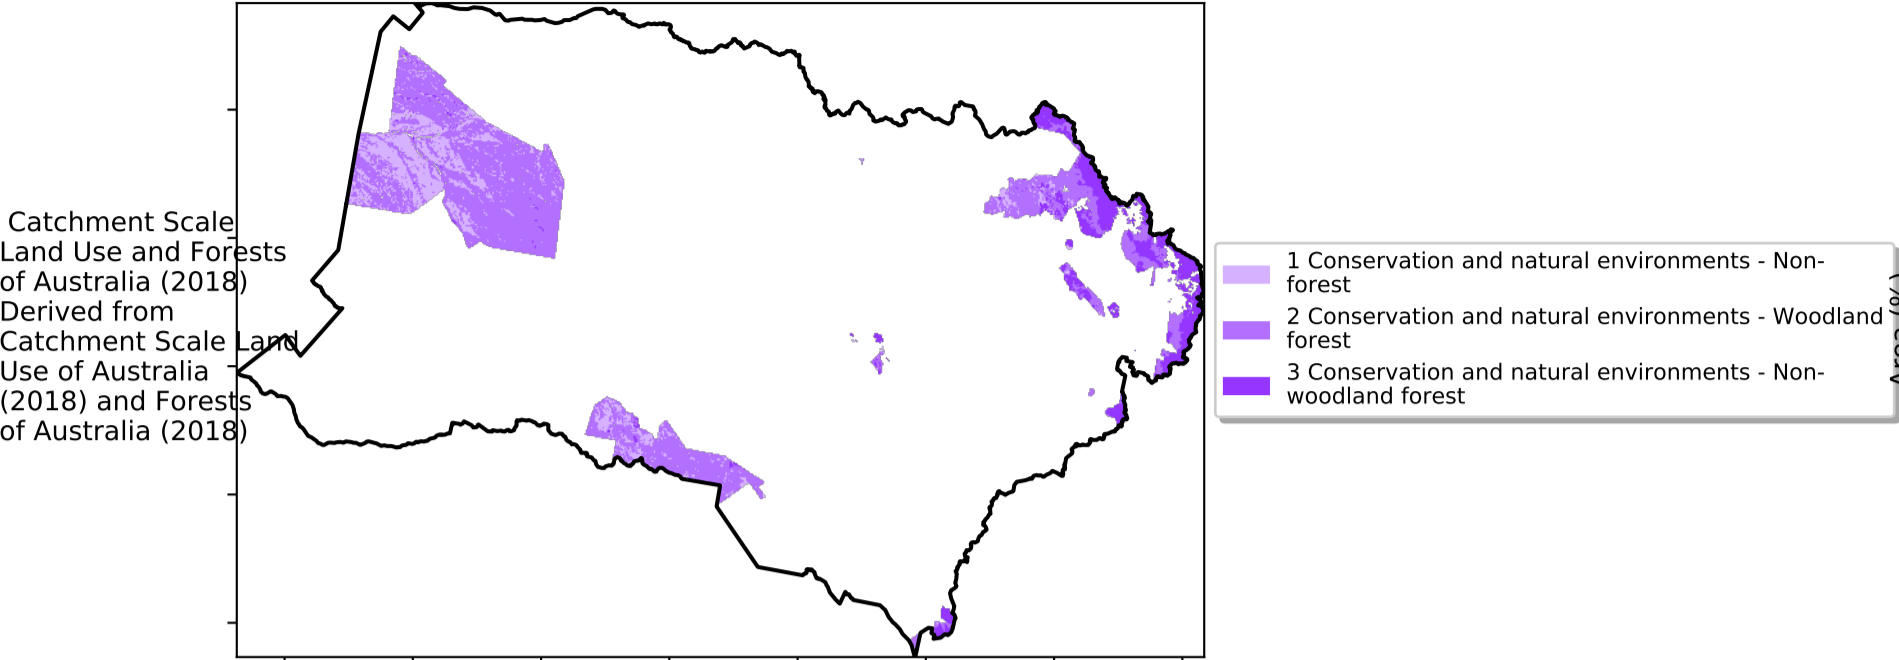 Catchment Scale
Land Use and Forests
of Australia (2018)
Derived from
Catchment Scale Land
Use of Australia
(2018) and Forests
of Australia (2018)
1 Conservation and natural environments - Non-
forest
2 Conservation and natural environments - Woodland
forest
3 Conservation and natural environments - Non-
woodland forest